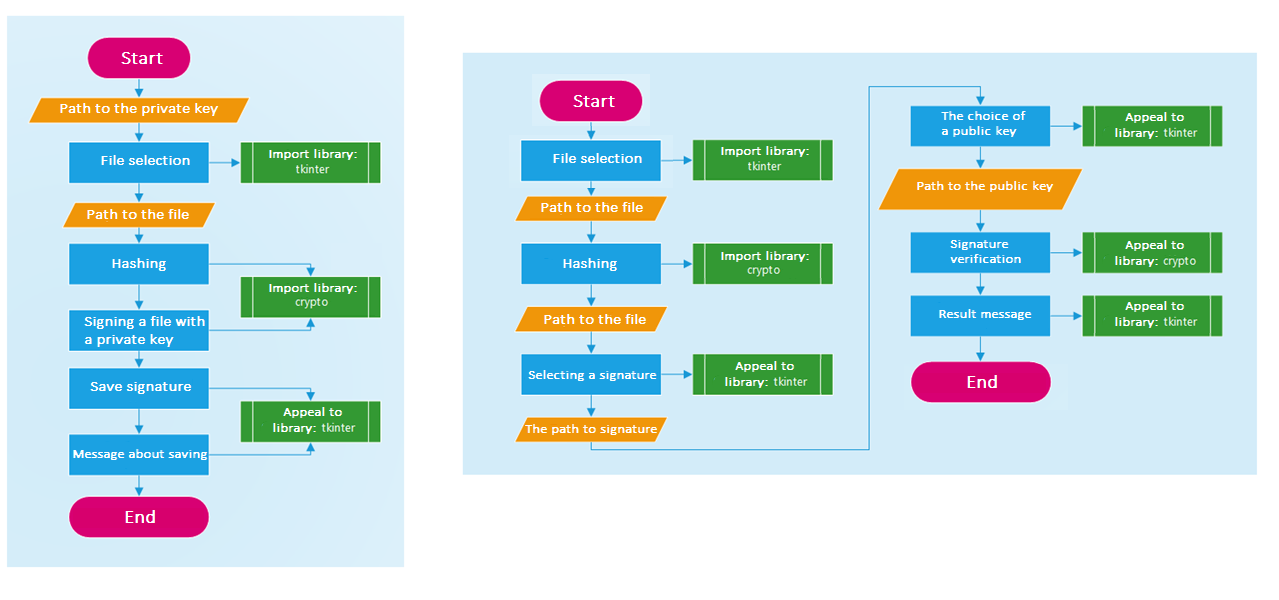 Start
Path to the private key
File selection
Import library:
tkinter
Path to the file
Hashing
Import library:
crypto
Signing a file with
a private key
Save signature
Appeal to
library: tkinter
Message about saving
End
Start
File selection
Import library:
tkinter
Path to the file
Hashing
Import library:
crypto
Path to the file
Selecting a signature
Appeal to
library: tkinter
The path to signature
The choice of
a public key
Appeal to
library: tkinter
Path to the public key
Signature
verification
Appeal to
library: crypto
Result message
Appeal to
library: tkinter
End